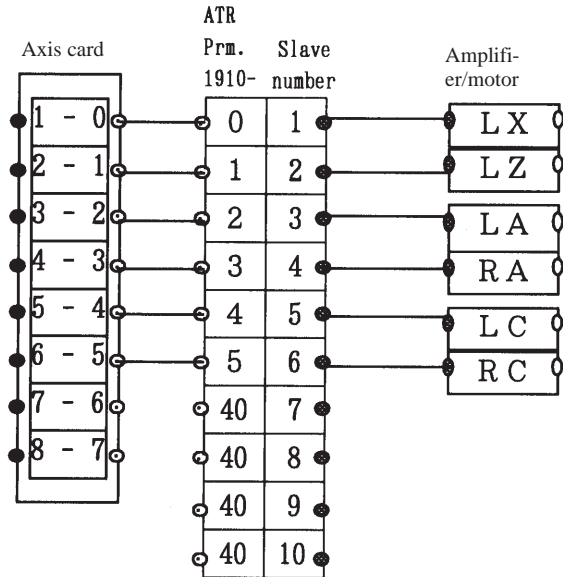 ATR
Axis card Prm. Slave Amplifi-
1910- number er/motor
1 - 0 0 1 LX
2 - 1 1 2 LZ
3 - 2 2 3 LA
4 - 3 3 4 RA
5 - 4 4 5 LC
6 - 5 5 6 RC
7 - 6 40 7
8 - 7 40 8
40 9
40 10